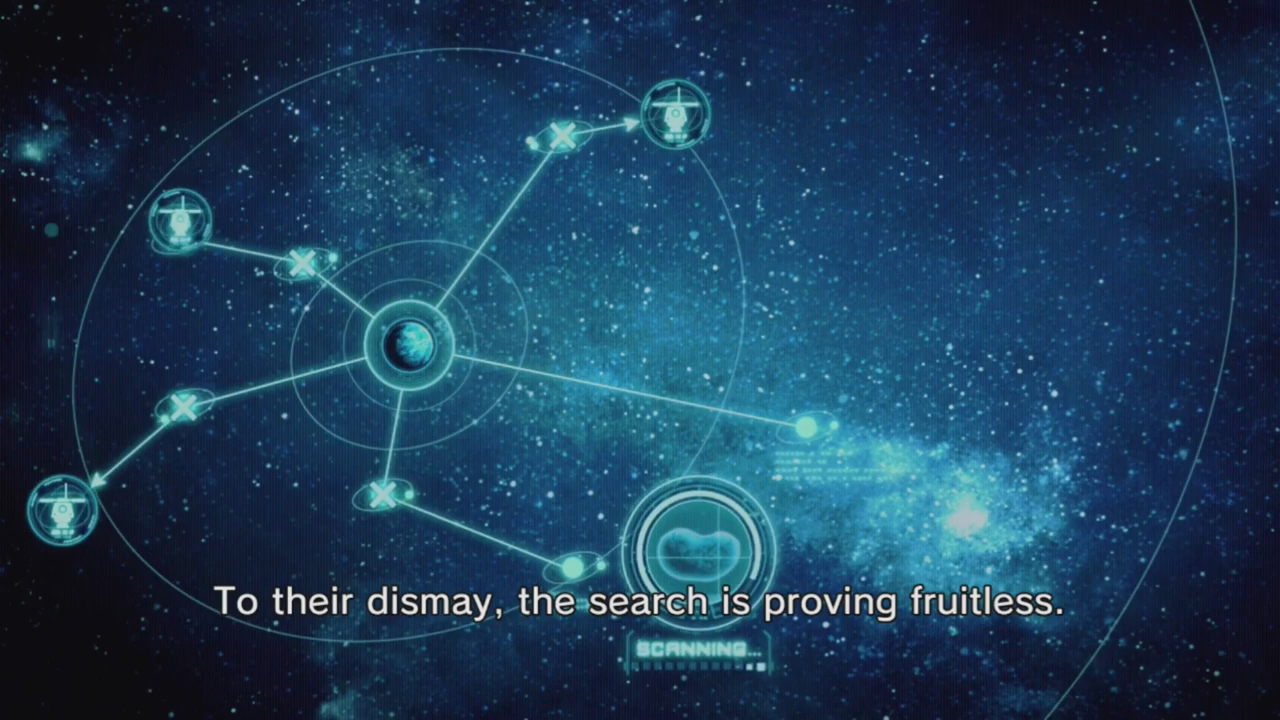 To their dismay, the search is proving fruitless.
SCANNING...